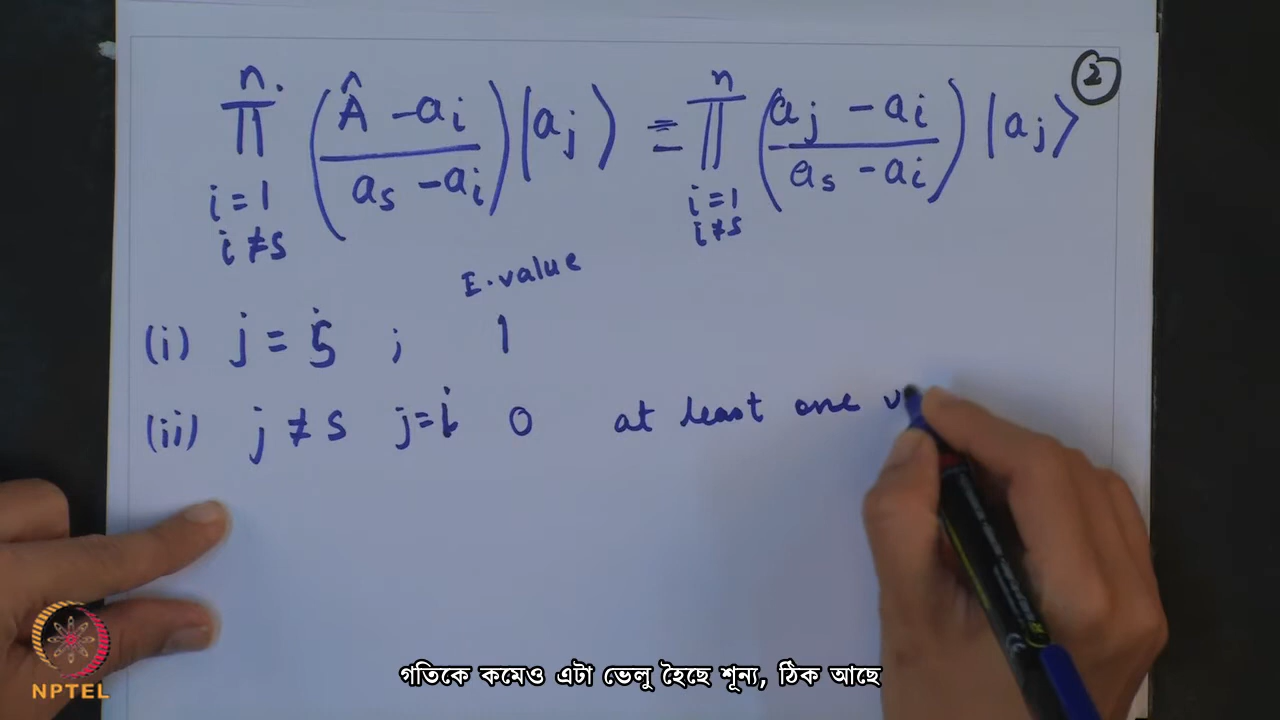 ②
n. ∏ i=1 i≠s (Â - a_i / a_s - a_i) |a_j⟩ = n ∏ i=1 i≠s (a_j - a_i / a_s - a_i) |a_j⟩
E.value
(i) j = s ; 1
(ii) j ≠ s j=i 0 at least one v
NPTEL
গতিকে কমেও এটা ভেলু হৈছে শূন্য, ঠিক আছে